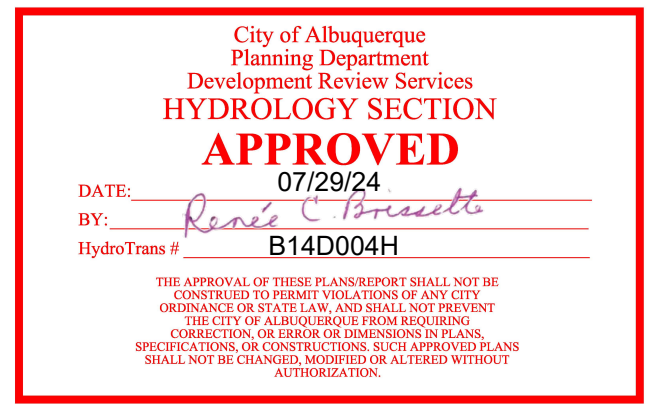 City of Albuquerque
Planning Department
Development Review Services
HYDROLOGY SECTION
APPROVED
DATE: 07/29/24
BY: Renée C. Brissette
HydroTrans # B14D004H
THE APPROVAL OF THESE PLANS/REPORT SHALL NOT BE
CONSTRUED TO PERMIT VIOLATIONS OF ANY CITY
ORDINANCE OR STATE LAW, AND SHALL NOT PREVENT
THE CITY OF ALBUQUERQUE FROM REQUIRING
CORRECTION, OR ERROR OR DIMENSIONS IN PLANS,
SPECIFICATIONS, OR CONSTRUCTIONS. SUCH APPROVED PLANS
SHALL NOT BE CHANGED, MODIFIED OR ALTERED WITHOUT
AUTHORIZATION.